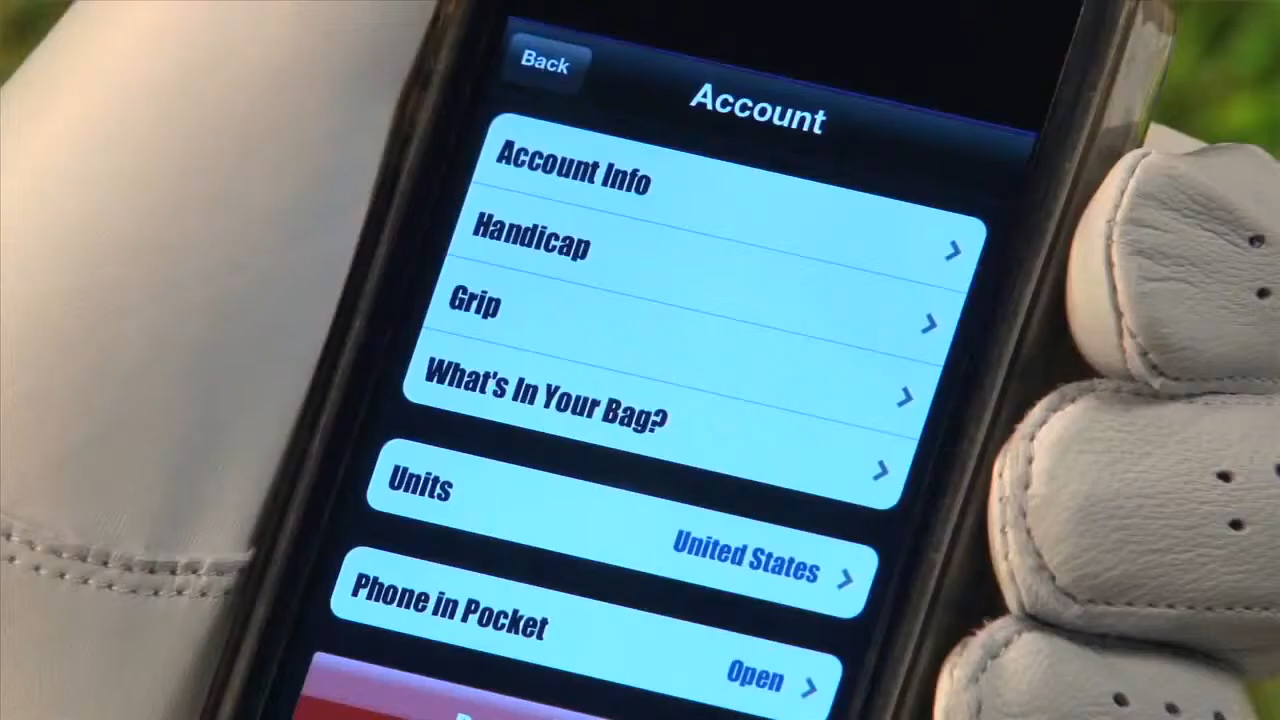 Back
Account
Account Info
Handicap
Grip
What's In Your Bag?
Units
United States
Phone in Pocket
Open